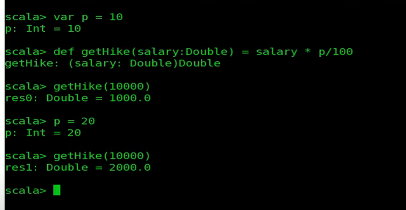 scala> var p = 10
p: Int = 10
scala> def getHike(salary:Double) = salary * p/100
getHike: (salary: Double)Double
scala> getHike(10000)
res0: Double = 1000.0
scala> p = 20
p: Int = 20
scala> getHike(10000)
res1: Double = 2000.0
scala>